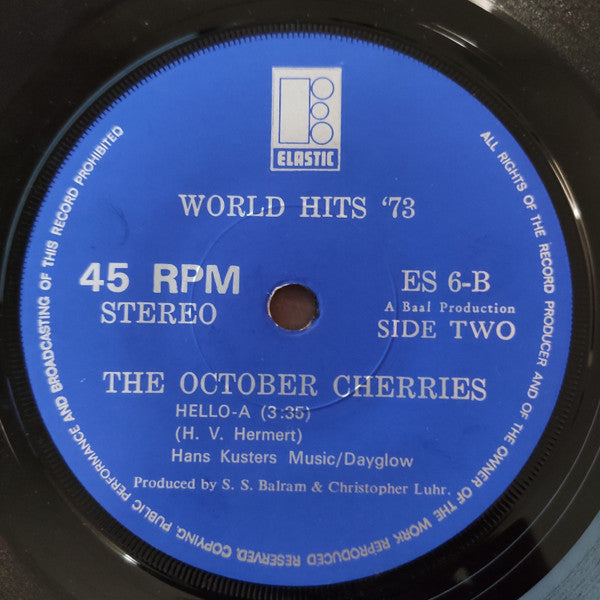 ELASTIC
WORLD HITS '73
45 RPM
STEREO
ES 6-B
A Baal Production
SIDE TWO
THE OCTOBER CHERRIES
HELLO-A (3:35)
(H. V. Hermert)
Hans Kusters Music/Dayglow
Produced by S. S. Balram & Christopher Luhr.
ALL RIGHTS OF THE RECORD PRODUCER AND OF THE OWNER OF THE WORK REPRODUCED RESERVED. COPYING, PUBLIC PERFORMANCE AND BROADCASTING OF THIS RECORD PROHIBITED